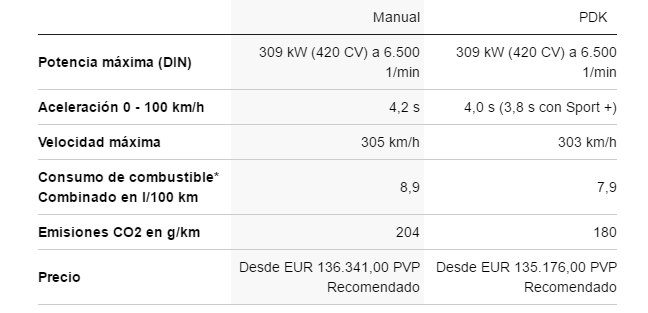 Manual PDK
Potencia máxima (DIN) 309 kW (420 CV) a 6.500 309 kW (420 CV) a 6.500
1/min 1/min
Aceleración 0 - 100 km/h 4,2 s 4,0 s (3,8 s con Sport +)
Velocidad máxima 305 km/h 303 km/h
Consumo de combustible*
Combinado en l/100 km 8,9 7,9
Emisiones CO2 en g/km 204 180
Precio Desde EUR 136.341,00 PVP Desde EUR 135.176,00 PVP
Recomendado Recomendado